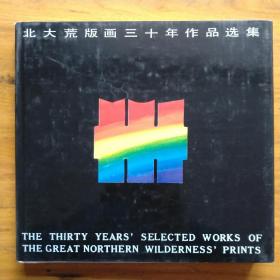 北大荒版画三十年作品选集
THE THIRTY YEARS' SELECTED WORKS OF
THE GREAT NORTHERN WILDERNESS' PRINTS